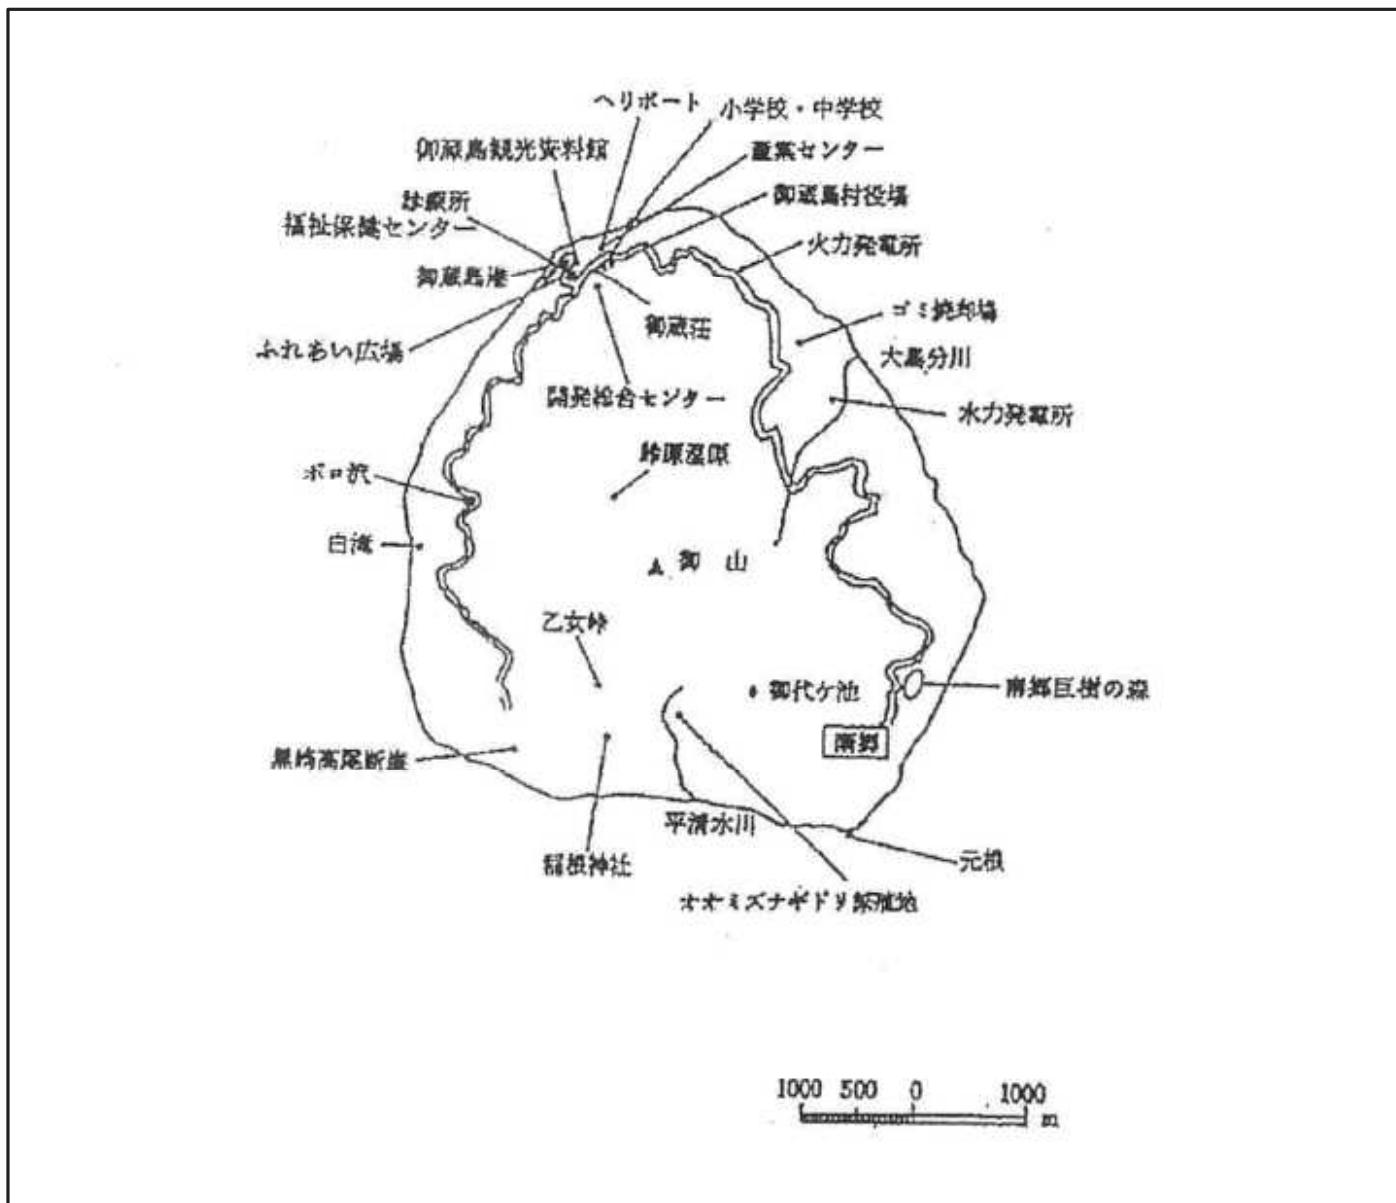 ヘリポート
小学校・中学校
御蔵島観光資料館
産業センター
診療所
御蔵島村役場
福祉保健センター
火力発電所
御蔵島港
ゴミ焼却場
御蔵荘
ふれあい広場
大島分川
開発総合センター
水力発電所
鈴原湿原
ボロ沢
白滝
御 山
乙女峠
御代ケ池
南郷巨樹の森
南郷
黒崎高尾断崖
平清水川
稲根神社
元根
オオミズナギドリ繁殖地
1000 500 0 1000
m